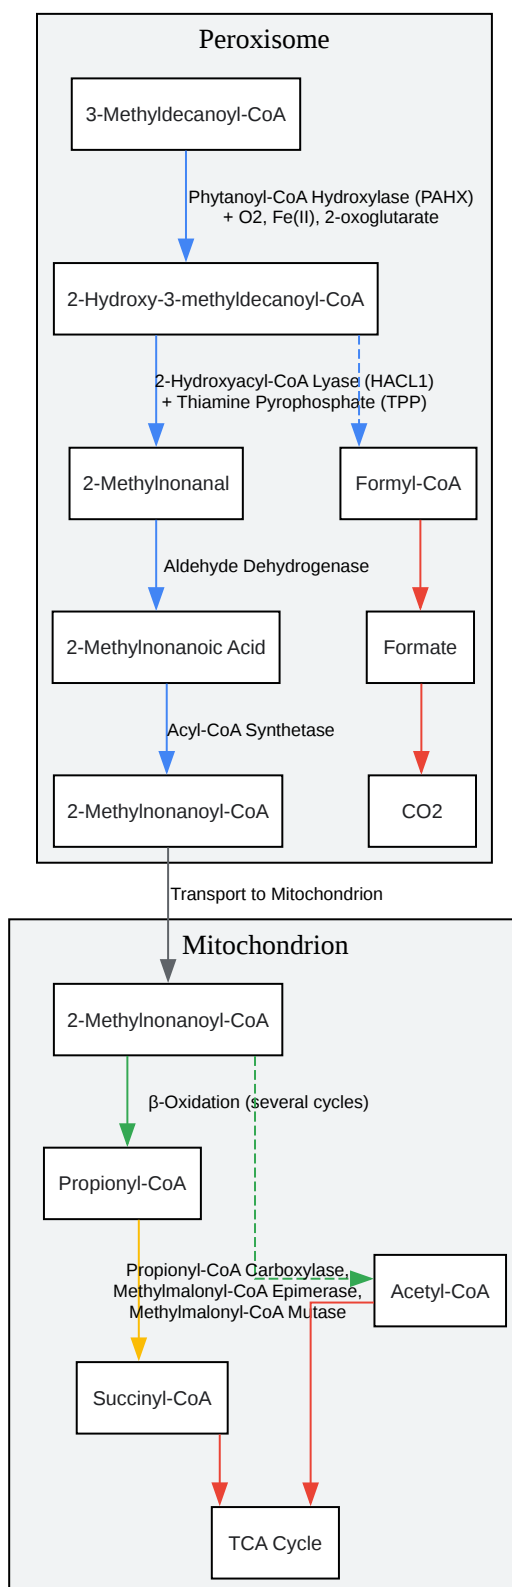 Peroxisome
3-Methyldecanoyl-CoA
Phytanoyl-CoA Hydroxylase (PAHX)
+ O2, Fe(II), 2-oxoglutarate
2-Hydroxy-3-methyldecanoyl-CoA
2-Hydroxyacyl-CoA Lyase (HACL1)
+ Thiamine Pyrophosphate (TPP)
2-Methylnonanal
Formyl-CoA
Aldehyde Dehydrogenase
2-Methylnonanoic Acid
Formate
Acyl-CoA Synthetase
2-Methylnonanoyl-CoA
CO2
Transport to Mitochondrion
Mitochondrion
2-Methylnonanoyl-CoA
β-Oxidation (several cycles)
Propionyl-CoA
Propionyl-CoA Carboxylase,
Methylmalonyl-CoA Epimerase,
Methylmalonyl-CoA Mutase
Acetyl-CoA
Succinyl-CoA
TCA Cycle